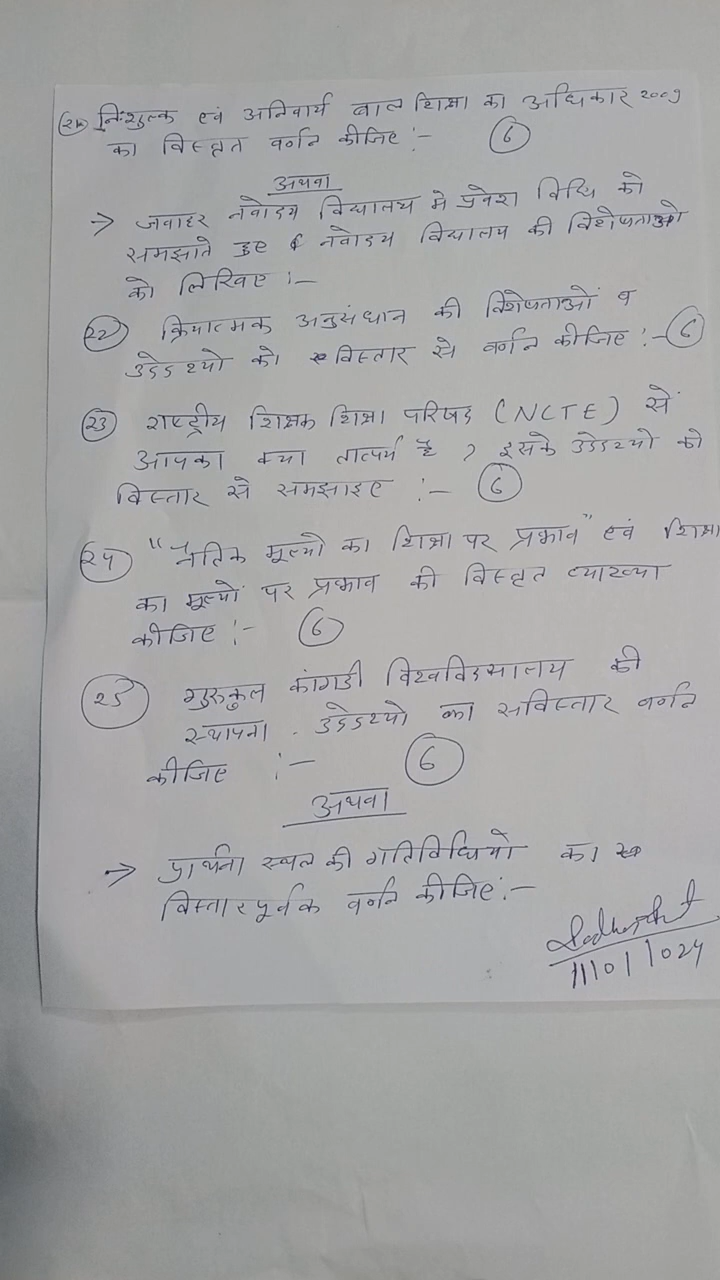 (21) निःशुल्क एवं अनिवार्य बाल शिक्षा का अधिकार 2009
का विस्तृत वर्णन कीजिए :- (6)
अथवा
→ जवाहर नवोदय विद्यालय में प्रवेश विधि को
समझाते हुए नवोदय विद्यालय की विशेषताओ
को लिखिए :-
(22) क्रियात्मक अनुसंधान की विशेषताओं व
उद्देश्यो को विस्तार से वर्णन कीजिए :- (6)
(23) राष्ट्रीय शिक्षक शिक्षा परिषद (NCTE) से
आपका क्या तात्पर्य है, इसके उद्देश्यो को
विस्तार से समझाइए :- (6)
(24) "नैतिक मूल्यो का शिक्षा पर प्रभाव" एवं शिक्षा
का मूल्यों पर प्रभाव की विस्तृत व्याख्या
कीजिए :- (6)
(25) गुरुकुल कांगडी विश्वविद्यालय की
स्थापना . उद्देश्यो का सविस्तार वर्णन
कीजिए :- (6)
अथवा
→ प्रार्थना स्थल की गतिविधियो का
विस्तारपूर्वक वर्णन कीजिए :-